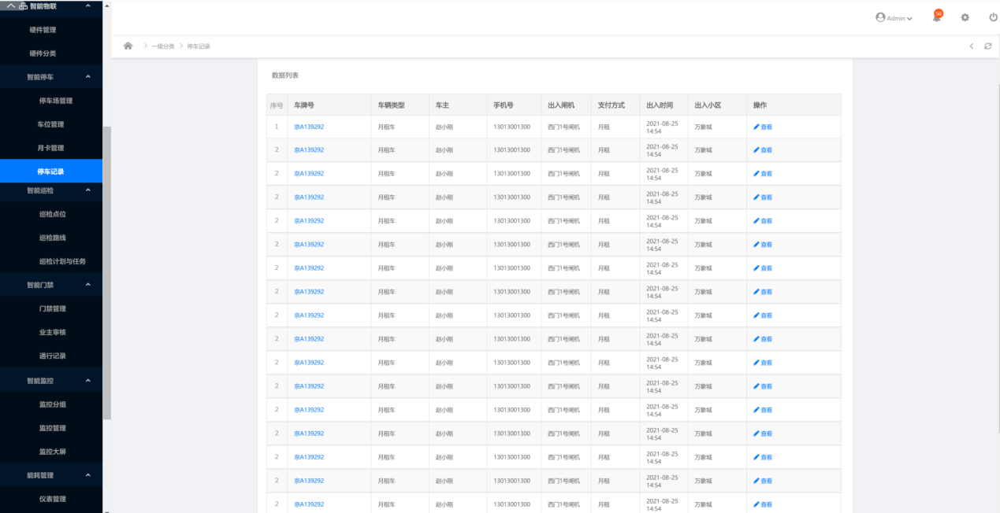 智能物联
硬件管理
硬件分类
智能停车
停车场管理
车位管理
月卡管理
停车记录
智能巡检
巡检点位
巡检路线
巡检计划与任务
智能门禁
门禁管理
业主审核
通行记录
智能监控
监控分组
监控管理
监控大屏
能耗管理
仪表管理
Admin
50
一级分类 停车记录
数据列表
序号 车牌号 车辆类型 车主 手机号 出入闸机 支付方式 出入时间 出入小区 操作
1 京A139292 月租车 赵小刚 13013001300 西门1号闸机 月租 2021-08-25 万象城 查看
14:54
2 京A139292 月租车 赵小刚 13013001300 西门1号闸机 月租 2021-08-25 万象城 查看
14:54
2 京A139292 月租车 赵小刚 13013001300 西门1号闸机 月租 2021-08-25 万象城 查看
14:54
2 京A139292 月租车 赵小刚 13013001300 西门1号闸机 月租 2021-08-25 万象城 查看
14:54
2 京A139292 月租车 赵小刚 13013001300 西门1号闸机 月租 2021-08-25 万象城 查看
14:54
2 京A139292 月租车 赵小刚 13013001300 西门1号闸机 月租 2021-08-25 万象城 查看
14:54
2 京A139292 月租车 赵小刚 13013001300 西门1号闸机 月租 2021-08-25 万象城 查看
14:54
2 京A139292 月租车 赵小刚 13013001300 西门1号闸机 月租 2021-08-25 万象城 查看
14:54
2 京A139292 月租车 赵小刚 13013001300 西门1号闸机 月租 2021-08-25 万象城 查看
14:54
2 京A139292 月租车 赵小刚 13013001300 西门1号闸机 月租 2021-08-25 万象城 查看
14:54
2 京A139292 月租车 赵小刚 13013001300 西门1号闸机 月租 2021-08-25 万象城 查看
14:54
2 京A139292 月租车 赵小刚 13013001300 西门1号闸机 月租 2021-08-25 万象城 查看
14:54
2 京A139292 月租车 赵小刚 13013001300 西门1号闸机 月租 2021-08-25 万象城 查看
14:54
2 京A139292 月租车 赵小刚 13013001300 西门1号闸机 月租 2021-08-25 万象城 查看
14:54
2 京A139292 月租车 赵小刚 13013001300 西门1号闸机 月租 2021-08-25 万象城 查看
14:54
2 京A139292 月租车 赵小刚 13013001300 西门1号闸机 月租 2021-08-25 万象城 查看
14:54
2 京A139292 月租车 赵小刚 13013001300 西门1号闸机 月租 2021-08-25 万象城 查看
14:54